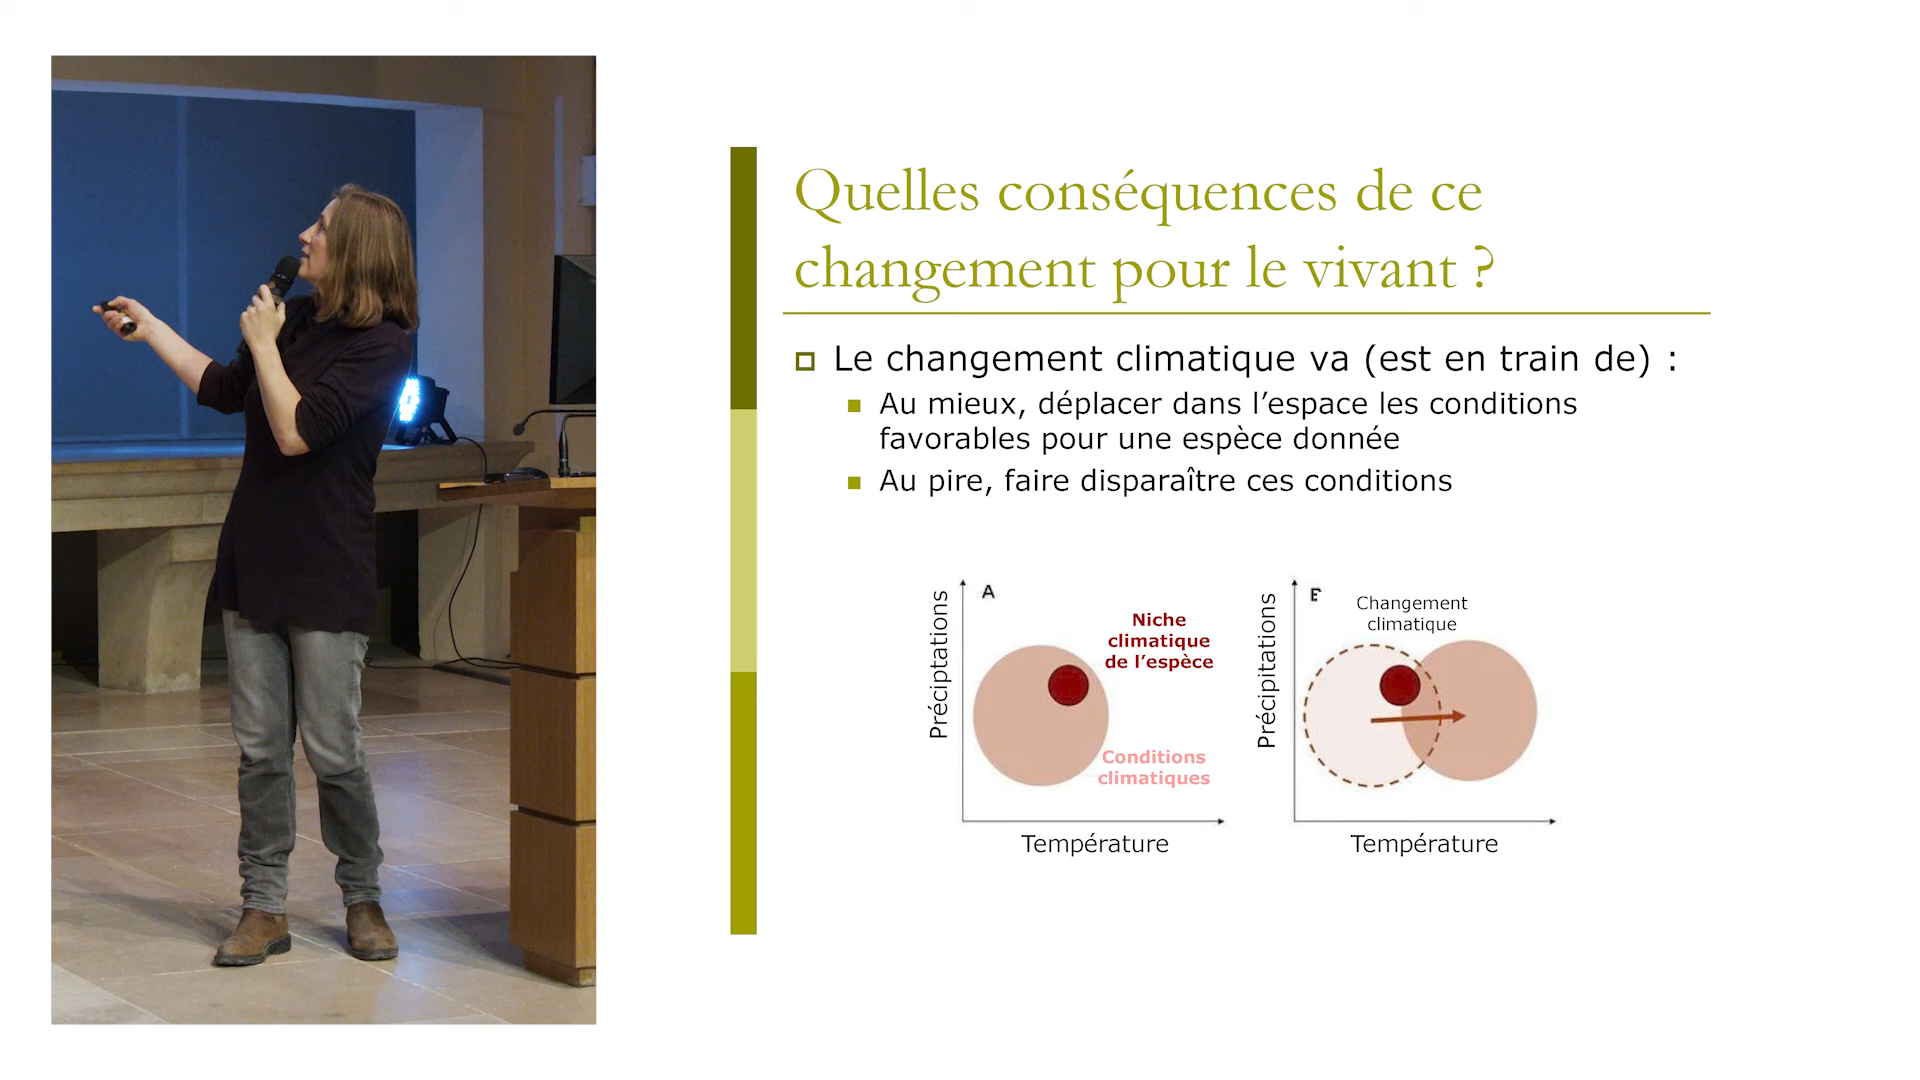 Quelles conséquences de ce
changement pour le vivant ?
Le changement climatique va (est en train de) :
Au mieux, déplacer dans l’espace les conditions
favorables pour une espèce donnée
Au pire, faire disparaître ces conditions
A
Préciptations
Niche
climatique
de l’espèce
Conditions
climatiques
Température
E
Précipitations
Changement
climatique
Température